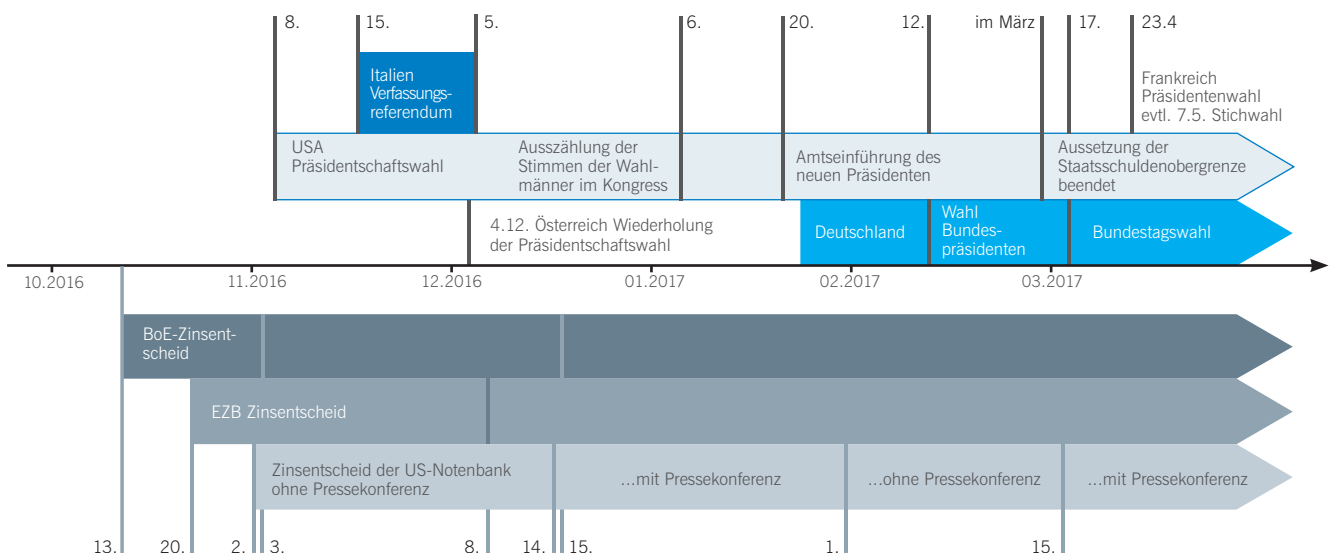 8.
15.
5.
6.
20.
12.
im März
17.
23.4
Italien
Verfassungs-
referendum
Frankreich
Präsidentenwahl
evtl. 7.5. Stichwahl
USA
Präsidentschaftswahl
Auszählung der
Stimmen der Wahl-
männer im Kongress
Amtseinführung des
neuen Präsidenten
Aussetzung der
Staatsschuldenobergrenze
beendet
4.12. Österreich Wiederholung
der Präsidentschaftswahl
Deutschland
Wahl
Bundes-
präsidenten
Bundestagswahl
10.2016
11.2016
12.2016
01.2017
02.2017
03.2017
BoE-Zinsent-
scheid
EZB Zinsentscheid
Zinsentscheid der US-Notenbank
ohne Pressekonferenz
...mit Pressekonferenz
...ohne Pressekonferenz
...mit Pressekonferenz
13.
20.
2.
3.
8.
14.
15.
1.
15.